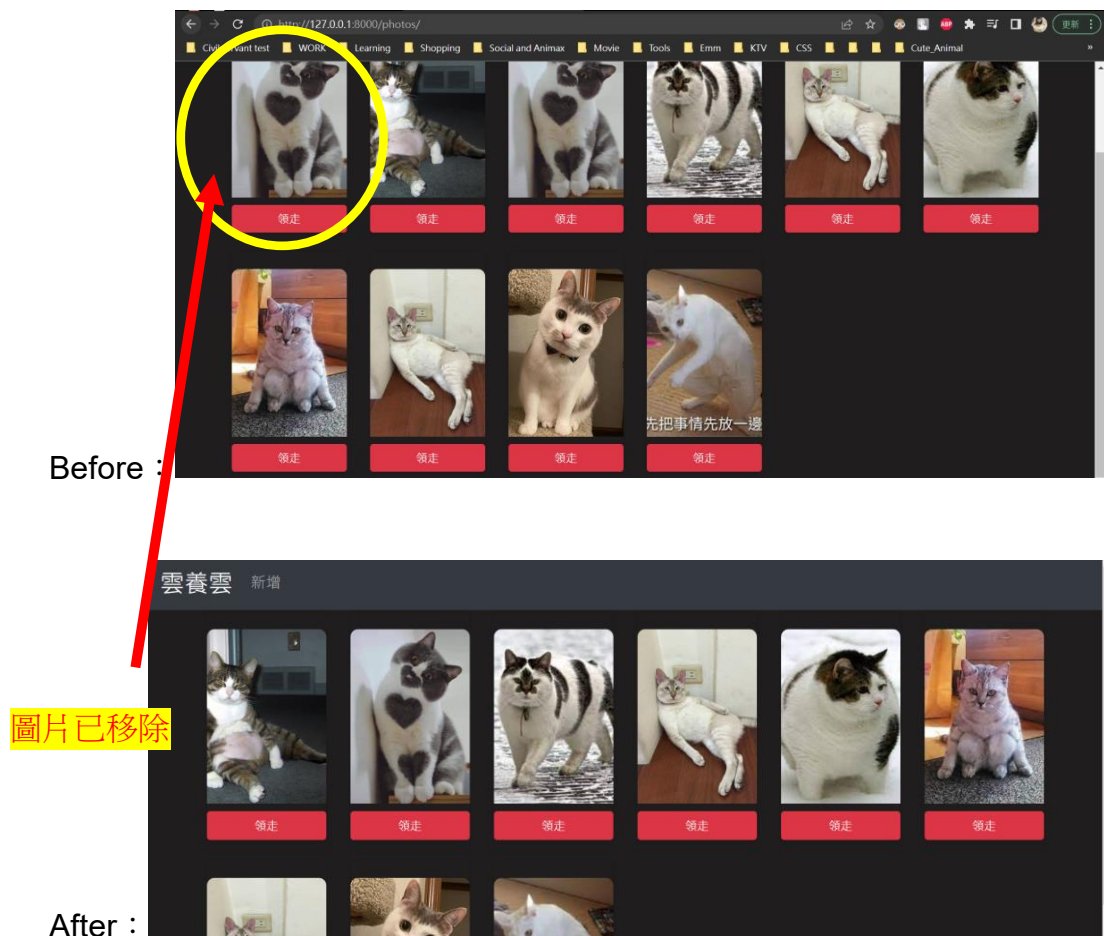 http://127.0.0.1:8000/photos/
更新
Civil servant test WORK Learning Shopping Social and Animax Movie Tools Emm KTV CSS Cute_Animal »
領走 領走 領走 領走 領走 領走
先把事情先放一邊
領走 領走 領走 領走
Before：
雲養雲 新增
圖片已移除
領走 領走 領走 領走 領走 領走
After：